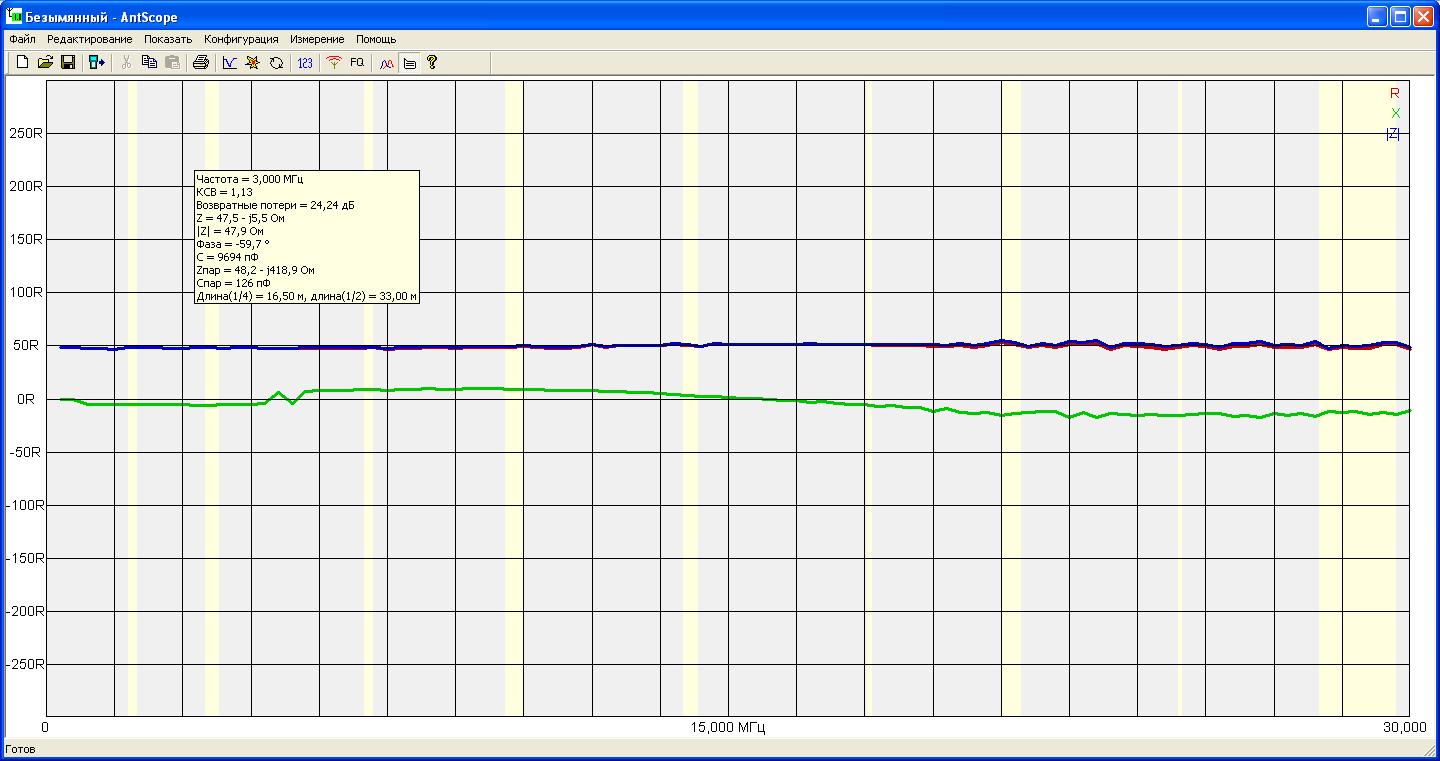 Безымянный - AntScope
Файл Редактирование Показать Конфигурация Измерение Помощь
123 FQ ?
R
X
|Z|
250R
200R
150R
100R
50R
0R
-50R
-100R
-150R
-200R
-250R
Частота = 3,000 МГц
КСВ = 1,13
Возвратные потери = 24,24 дБ
Z = 47,5 - j5,5 Ом
|Z| = 47,9 Ом
Фаза = -59,7 °
C = 9694 пФ
Zпар = 48,2 - j418,9 Ом
Cпар = 126 пФ
Длина(1/4) = 16,50 м, длина(1/2) = 33,00 м
0 15,000 МГц 30,000
Готов